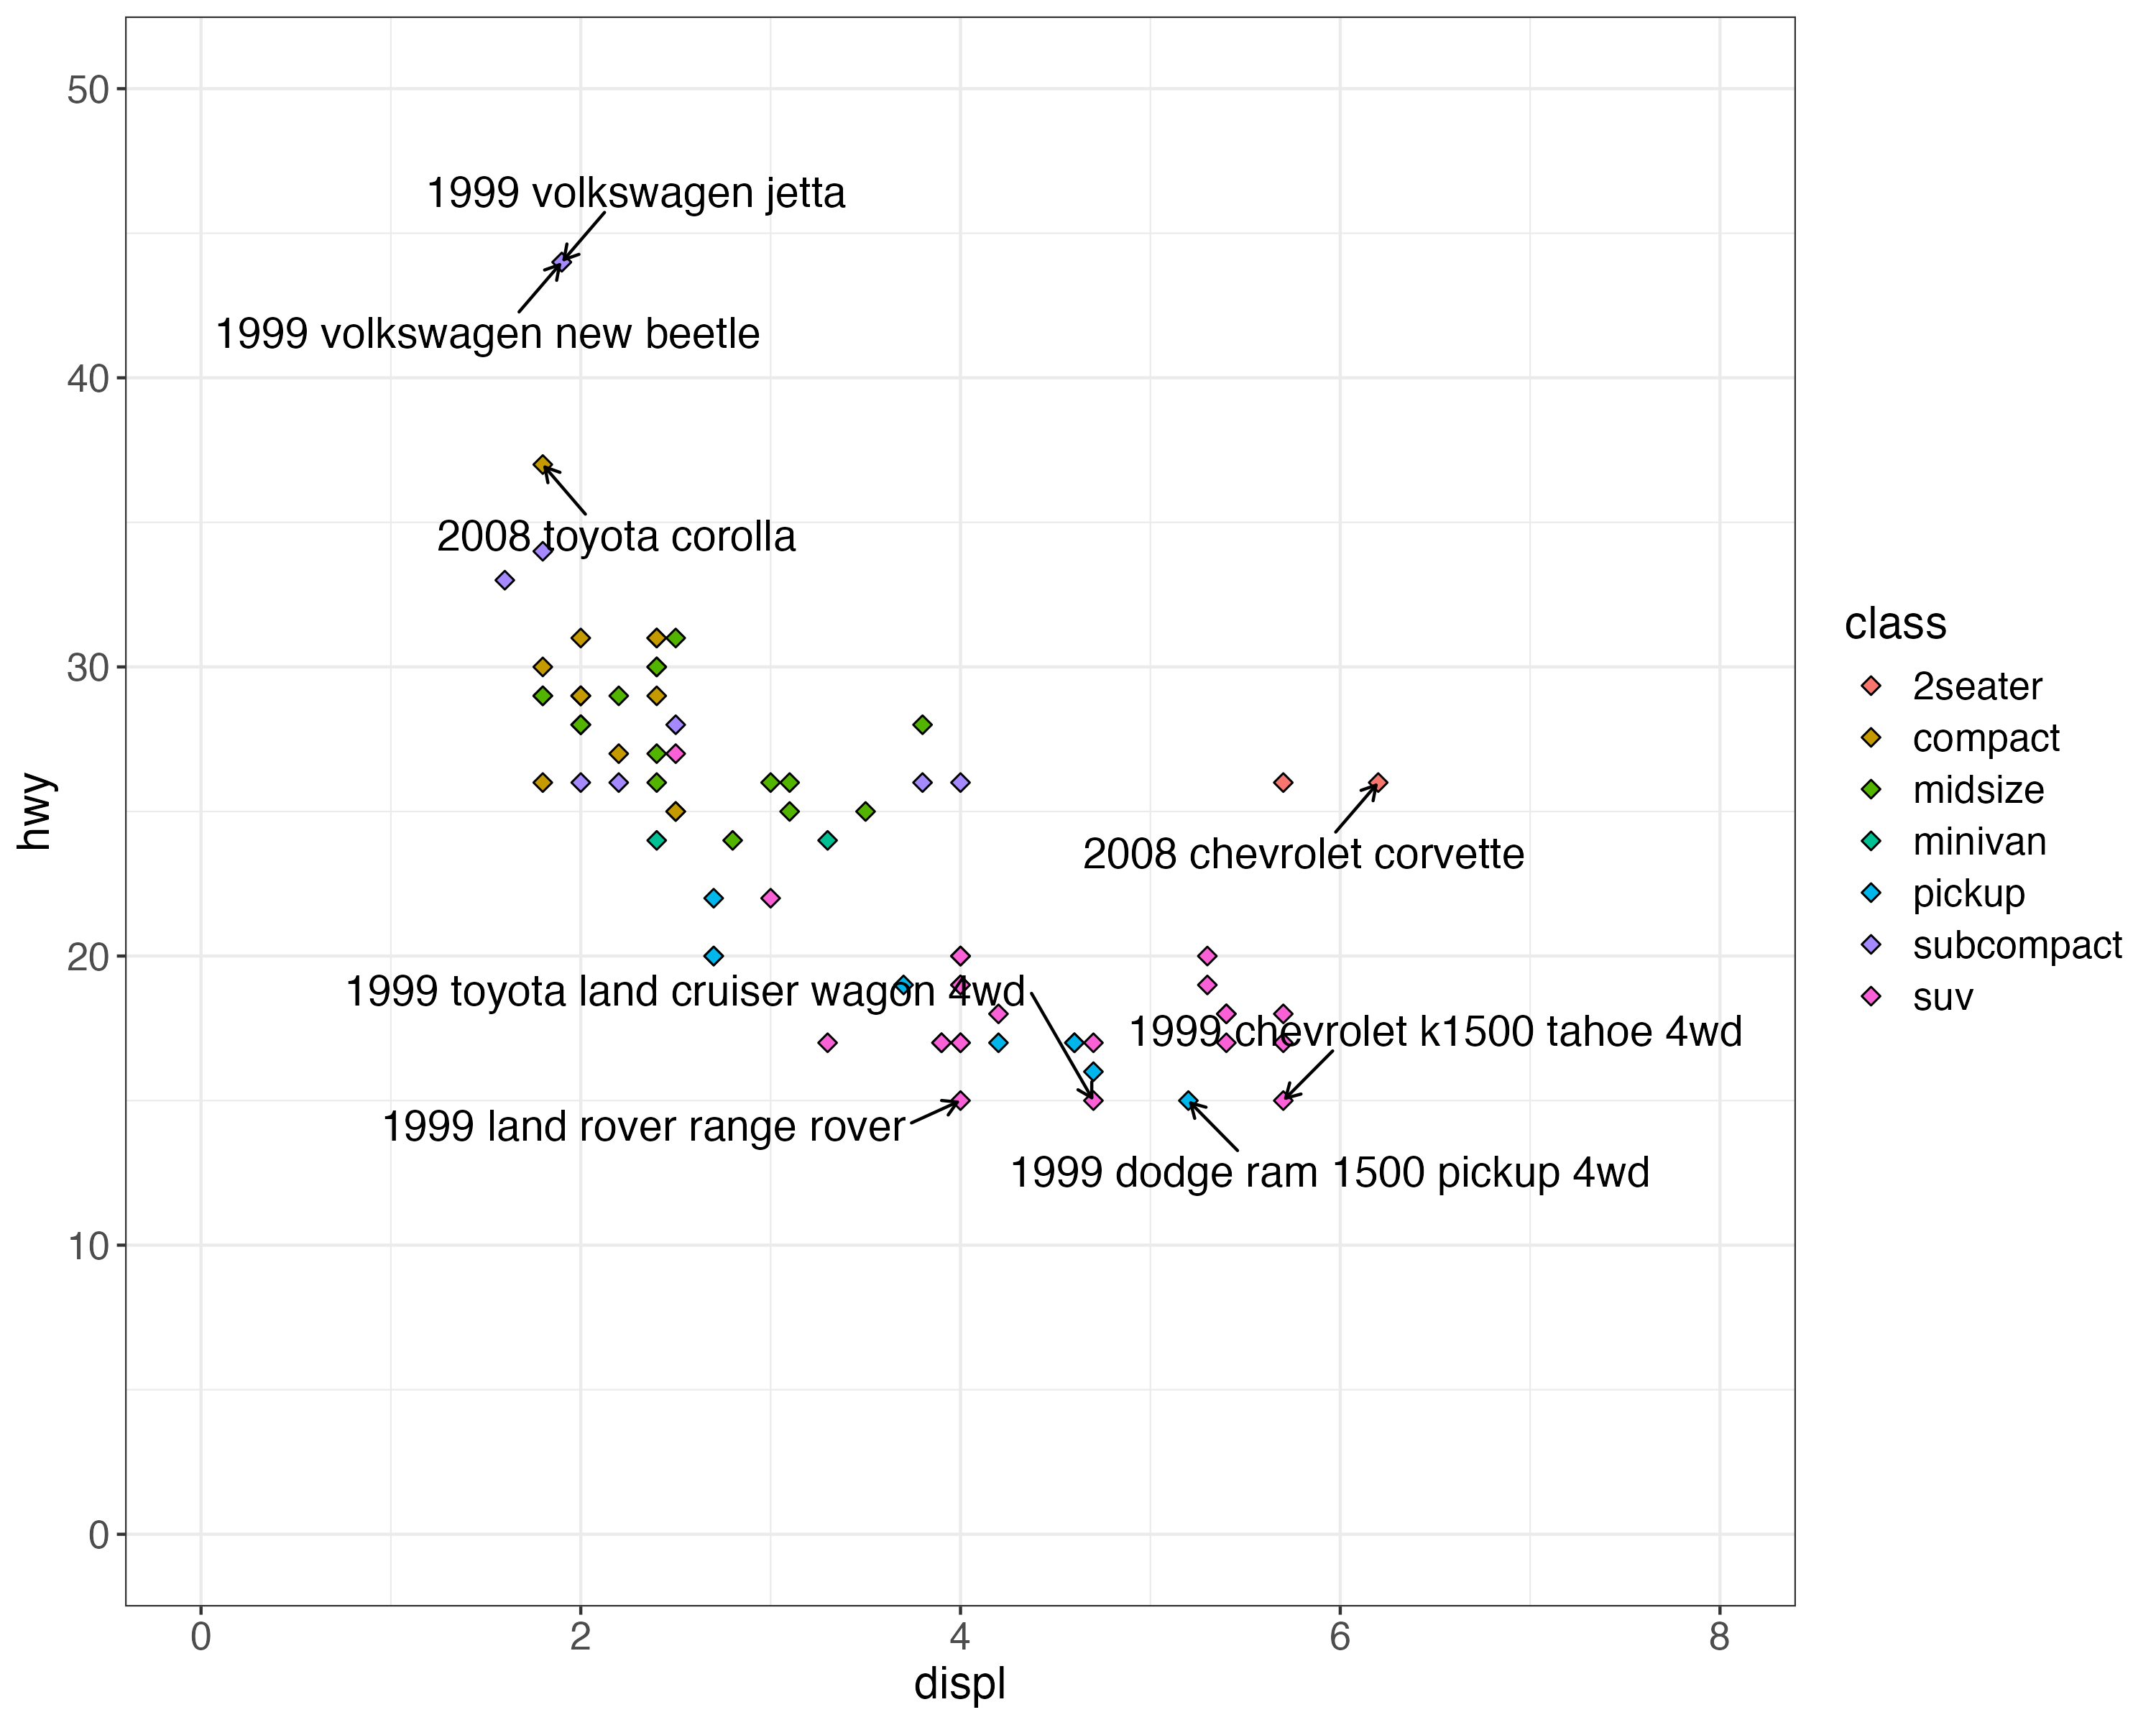 50
1999 volkswagen jetta
1999 volkswagen new beetle
40
2008 toyota corolla
30
hwy
2008 chevrolet corvette
20
1999 toyota land cruiser wagon 4wd
1999 chevrolet k1500 tahoe 4wd
1999 land rover range rover
1999 dodge ram 1500 pickup 4wd
10
0
0 2 4 6 8
displ
class
2seater
compact
midsize
minivan
pickup
subcompact
suv